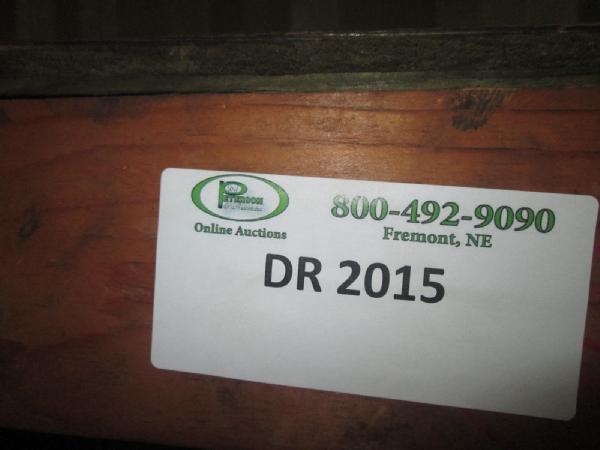 PETERSON
Online Auctions
800-492-9090
Fremont, NE
DR 2015